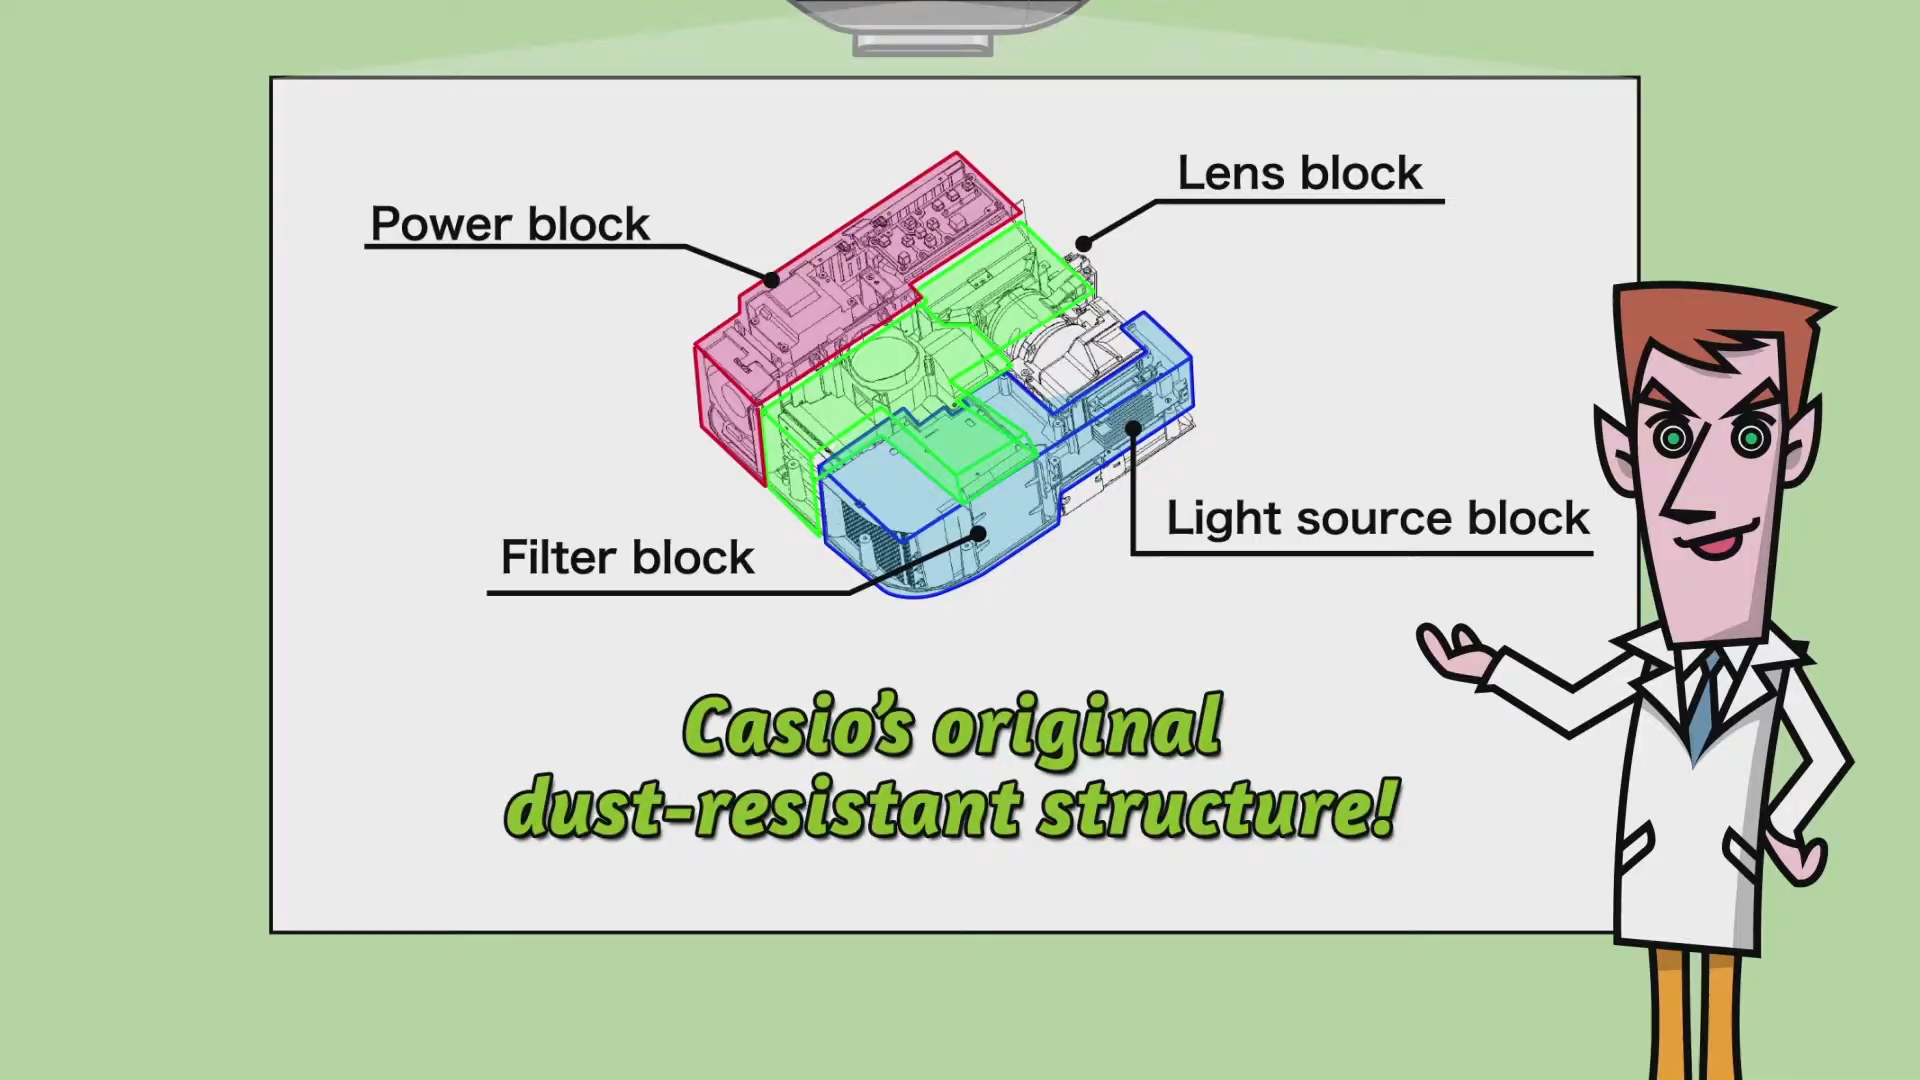 Lens block
Power block
Light source block
Filter block
Casio's original
dust-resistant structure!